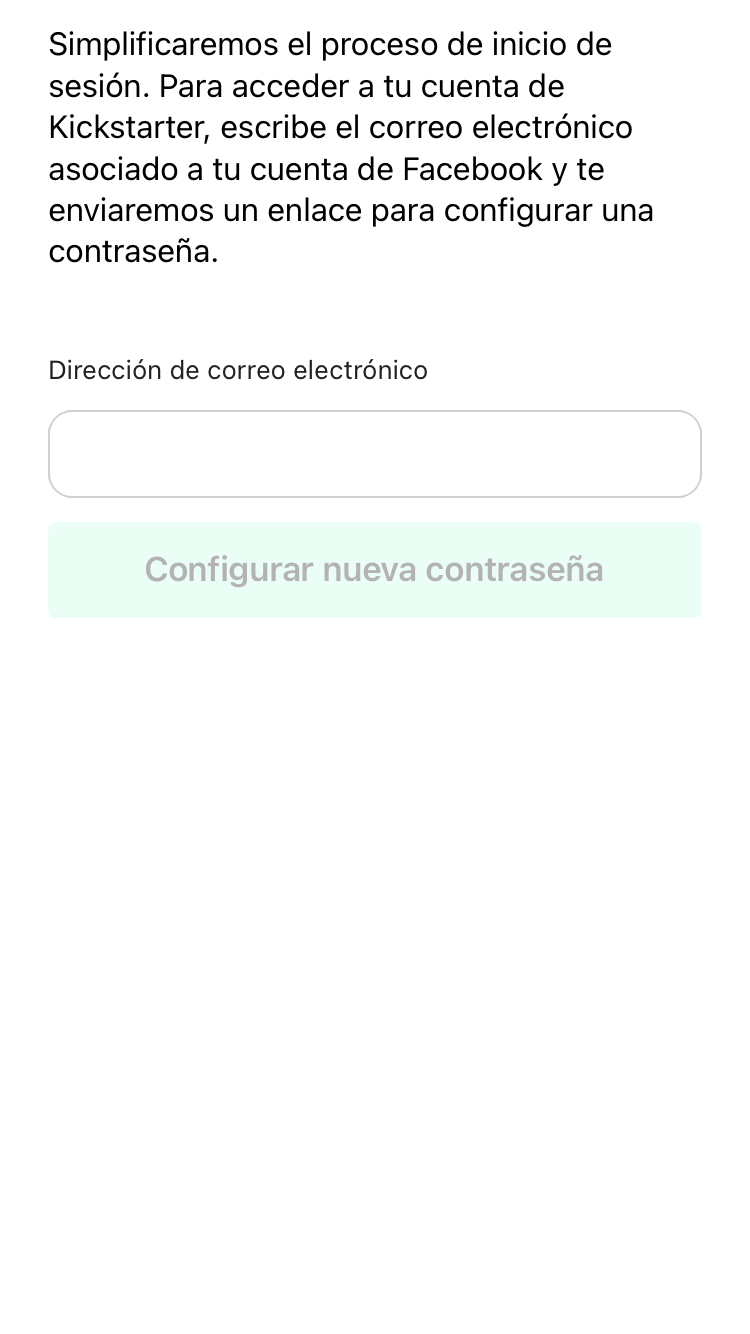 Simplificaremos el proceso de inicio de
sesión. Para acceder a tu cuenta de
Kickstarter, escribe el correo electrónico
asociado a tu cuenta de Facebook y te
enviaremos un enlace para configurar una
contraseña.
Dirección de correo electrónico
Configurar nueva contraseña